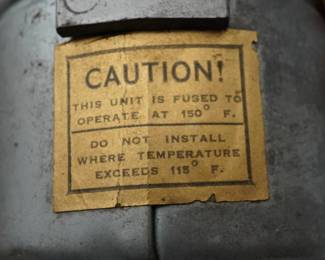 CAUTION!
THIS UNIT IS FUSED TO
OPERATE AT 150° F.
DO NOT INSTALL
WHERE TEMPERATURE
EXCEEDS 115° F.